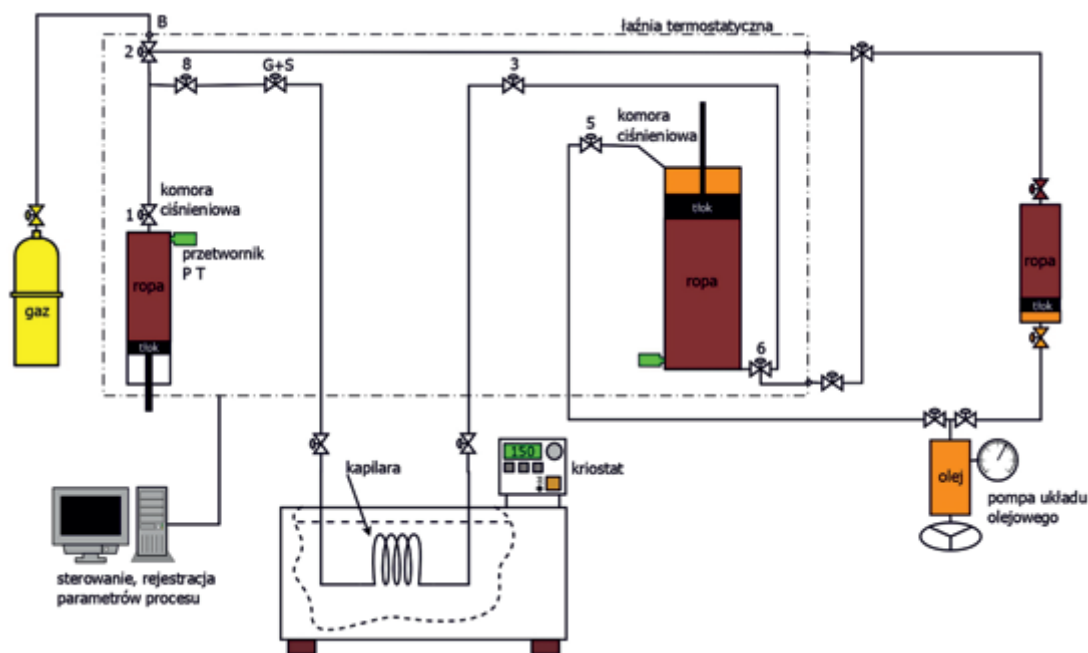 B
łaźnia termostatyczna
2
8
G+S
3
5
komora
ciśnieniowa
komora
ciśnieniowa
1
tłok
przetwornik
P T
ropa
ropa
ropa
gaz
tłok
tłok
6
150
kriostat
kapilara
olej
pompa układu
olejowego
sterowanie, rejestracja
parametrów procesu